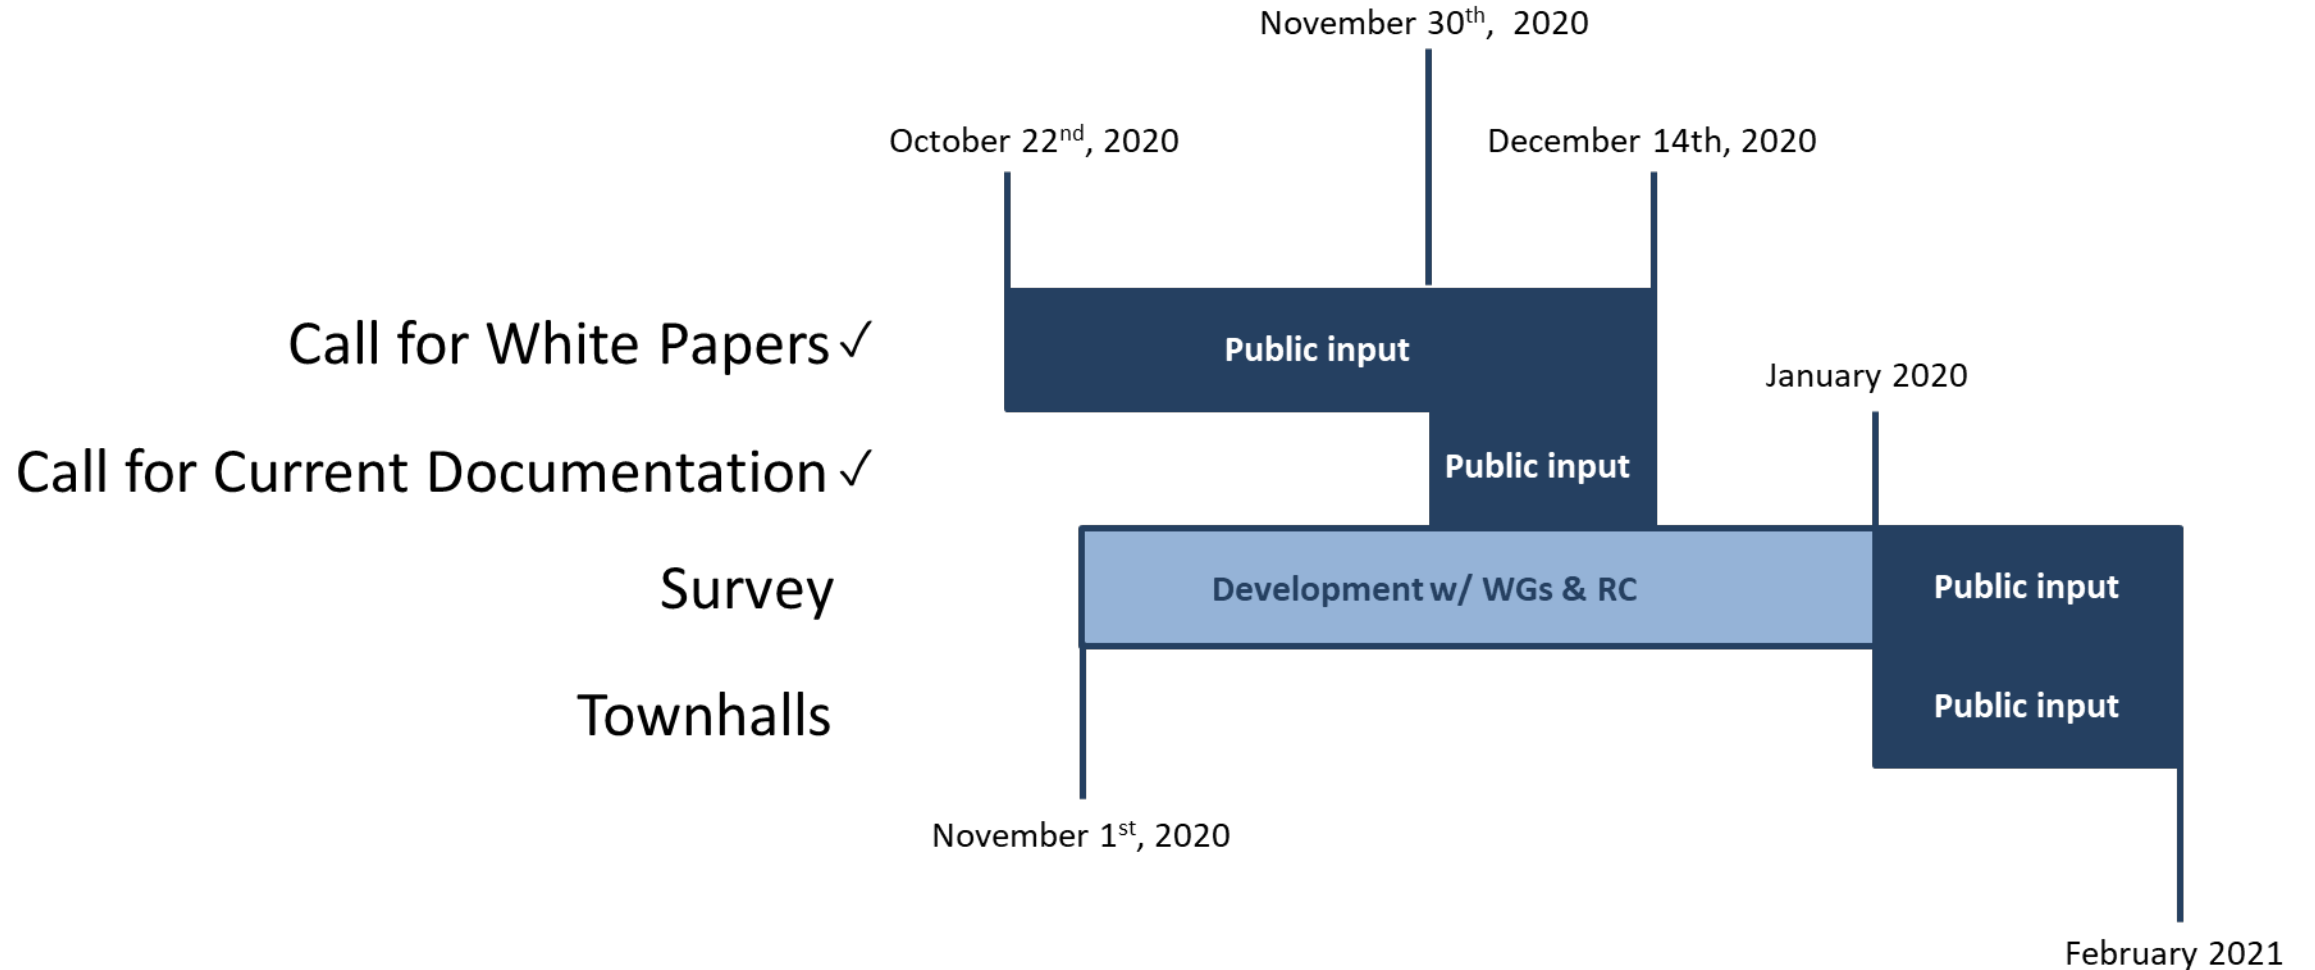 November 30th, 2020
October 22nd, 2020
December 14th, 2020
Call for White Papers ✓
Public input
January 2020
Call for Current Documentation ✓
Public input
Survey
Development w/ WGs & RC
Public input
Townhalls
Public input
November 1st, 2020
February 2021